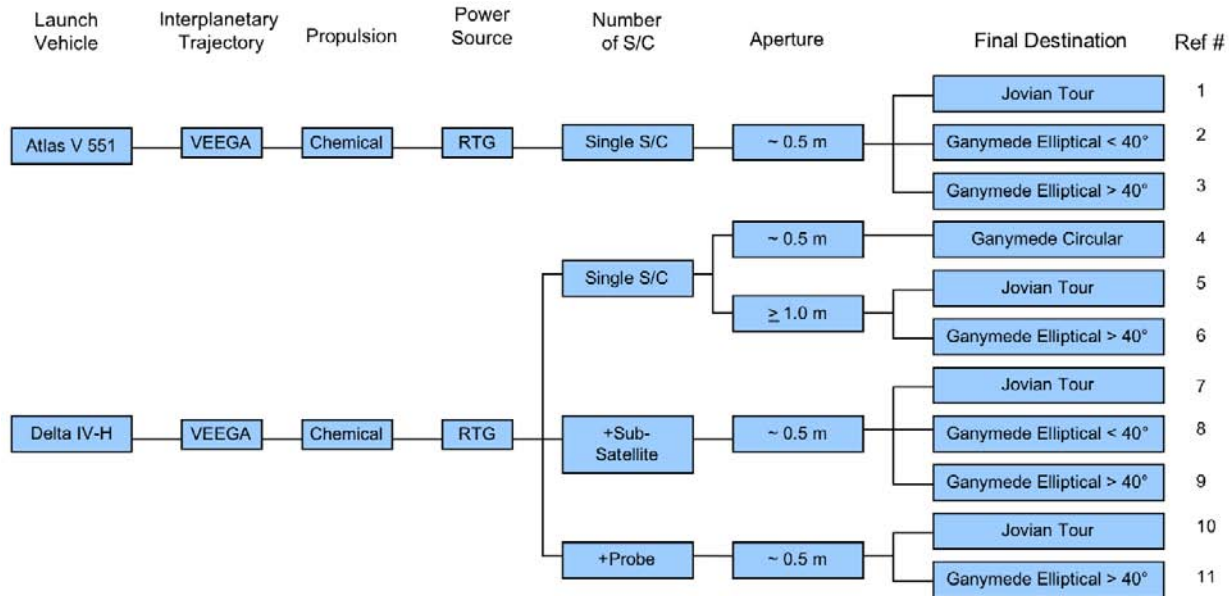 Launch
Vehicle
Interplanetary
Trajectory
Propulsion
Power
Source
Number
of S/C
Aperture
Final Destination
Ref #
Atlas V 551
VEEGA
Chemical
RTG
Single S/C
~ 0.5 m
Jovian Tour
1
Ganymede Elliptical < 40°
2
Ganymede Elliptical > 40°
3
Delta IV-H
VEEGA
Chemical
RTG
Single S/C
~ 0.5 m
Ganymede Circular
4
≥ 1.0 m
Jovian Tour
5
Ganymede Elliptical > 40°
6
+Sub-
Satellite
~ 0.5 m
Jovian Tour
7
Ganymede Elliptical < 40°
8
Ganymede Elliptical > 40°
9
+Probe
~ 0.5 m
Jovian Tour
10
Ganymede Elliptical > 40°
11